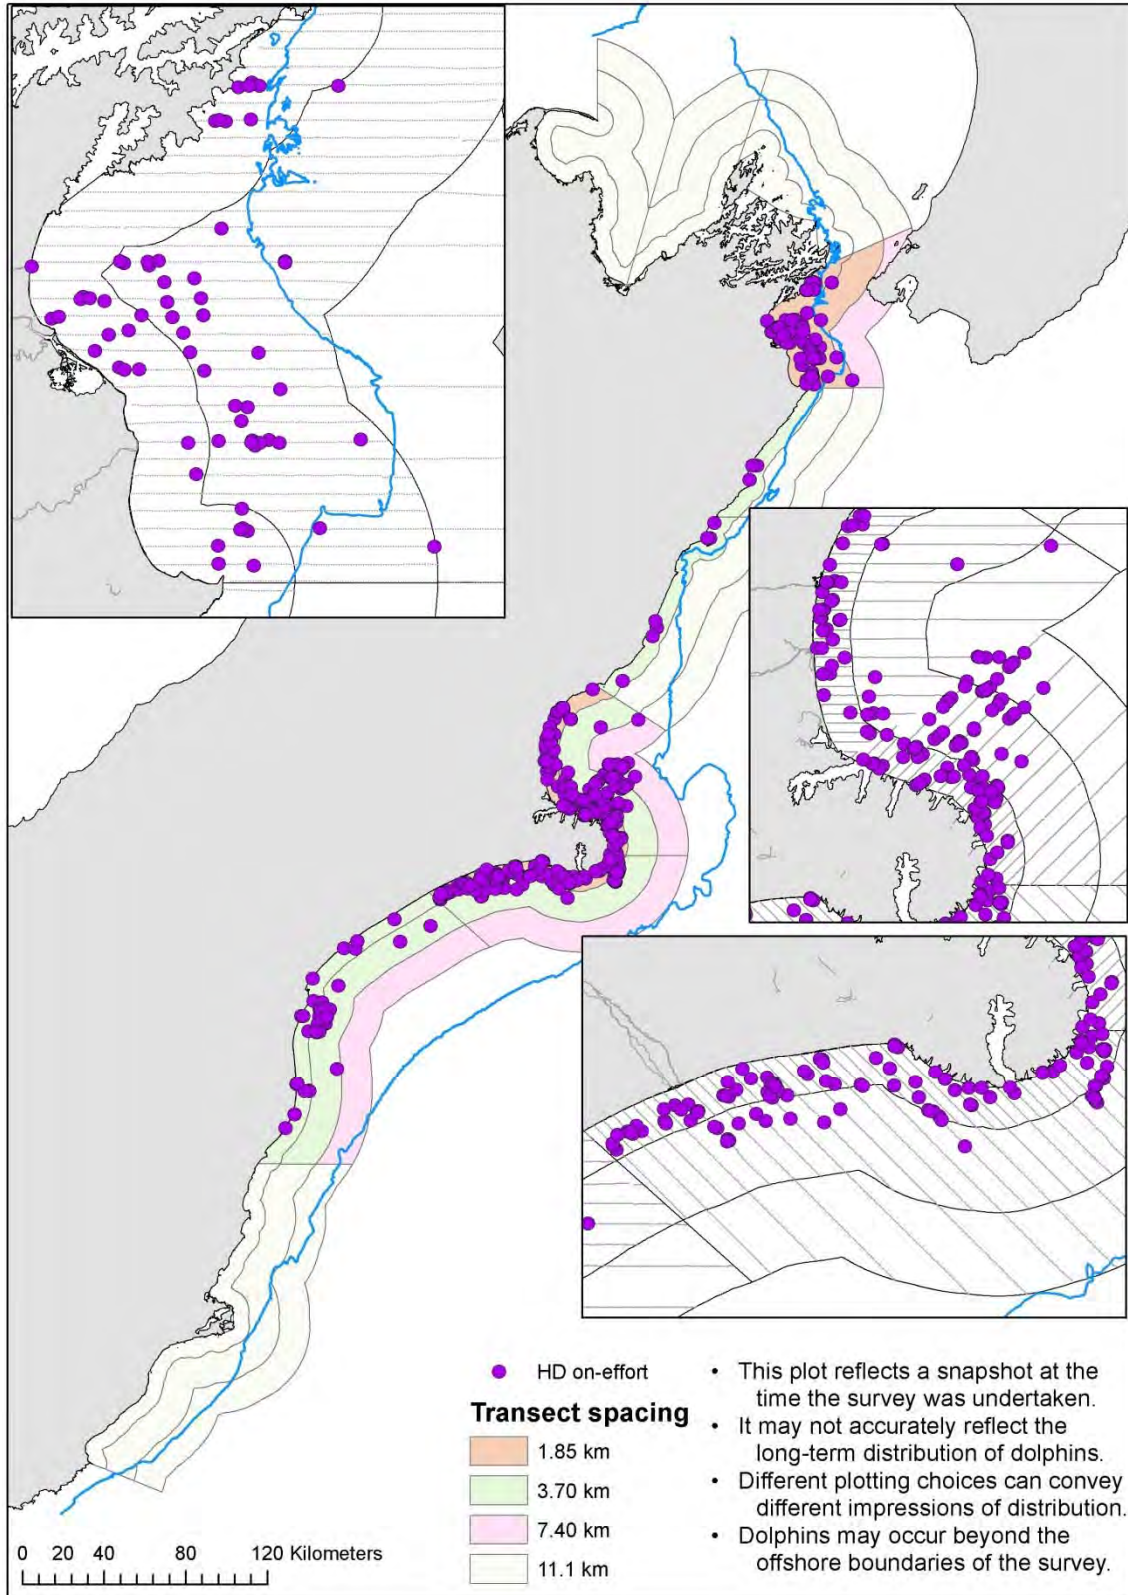 HD on-effort
Transect spacing
1.85 km
3.70 km
7.40 km
11.1 km
• This plot reflects a snapshot at the
time the survey was undertaken.
• It may not accurately reflect the
long-term distribution of dolphins.
• Different plotting choices can convey
different impressions of distribution.
• Dolphins may occur beyond the
offshore boundaries of the survey.
0 20 40 80 120 Kilometers